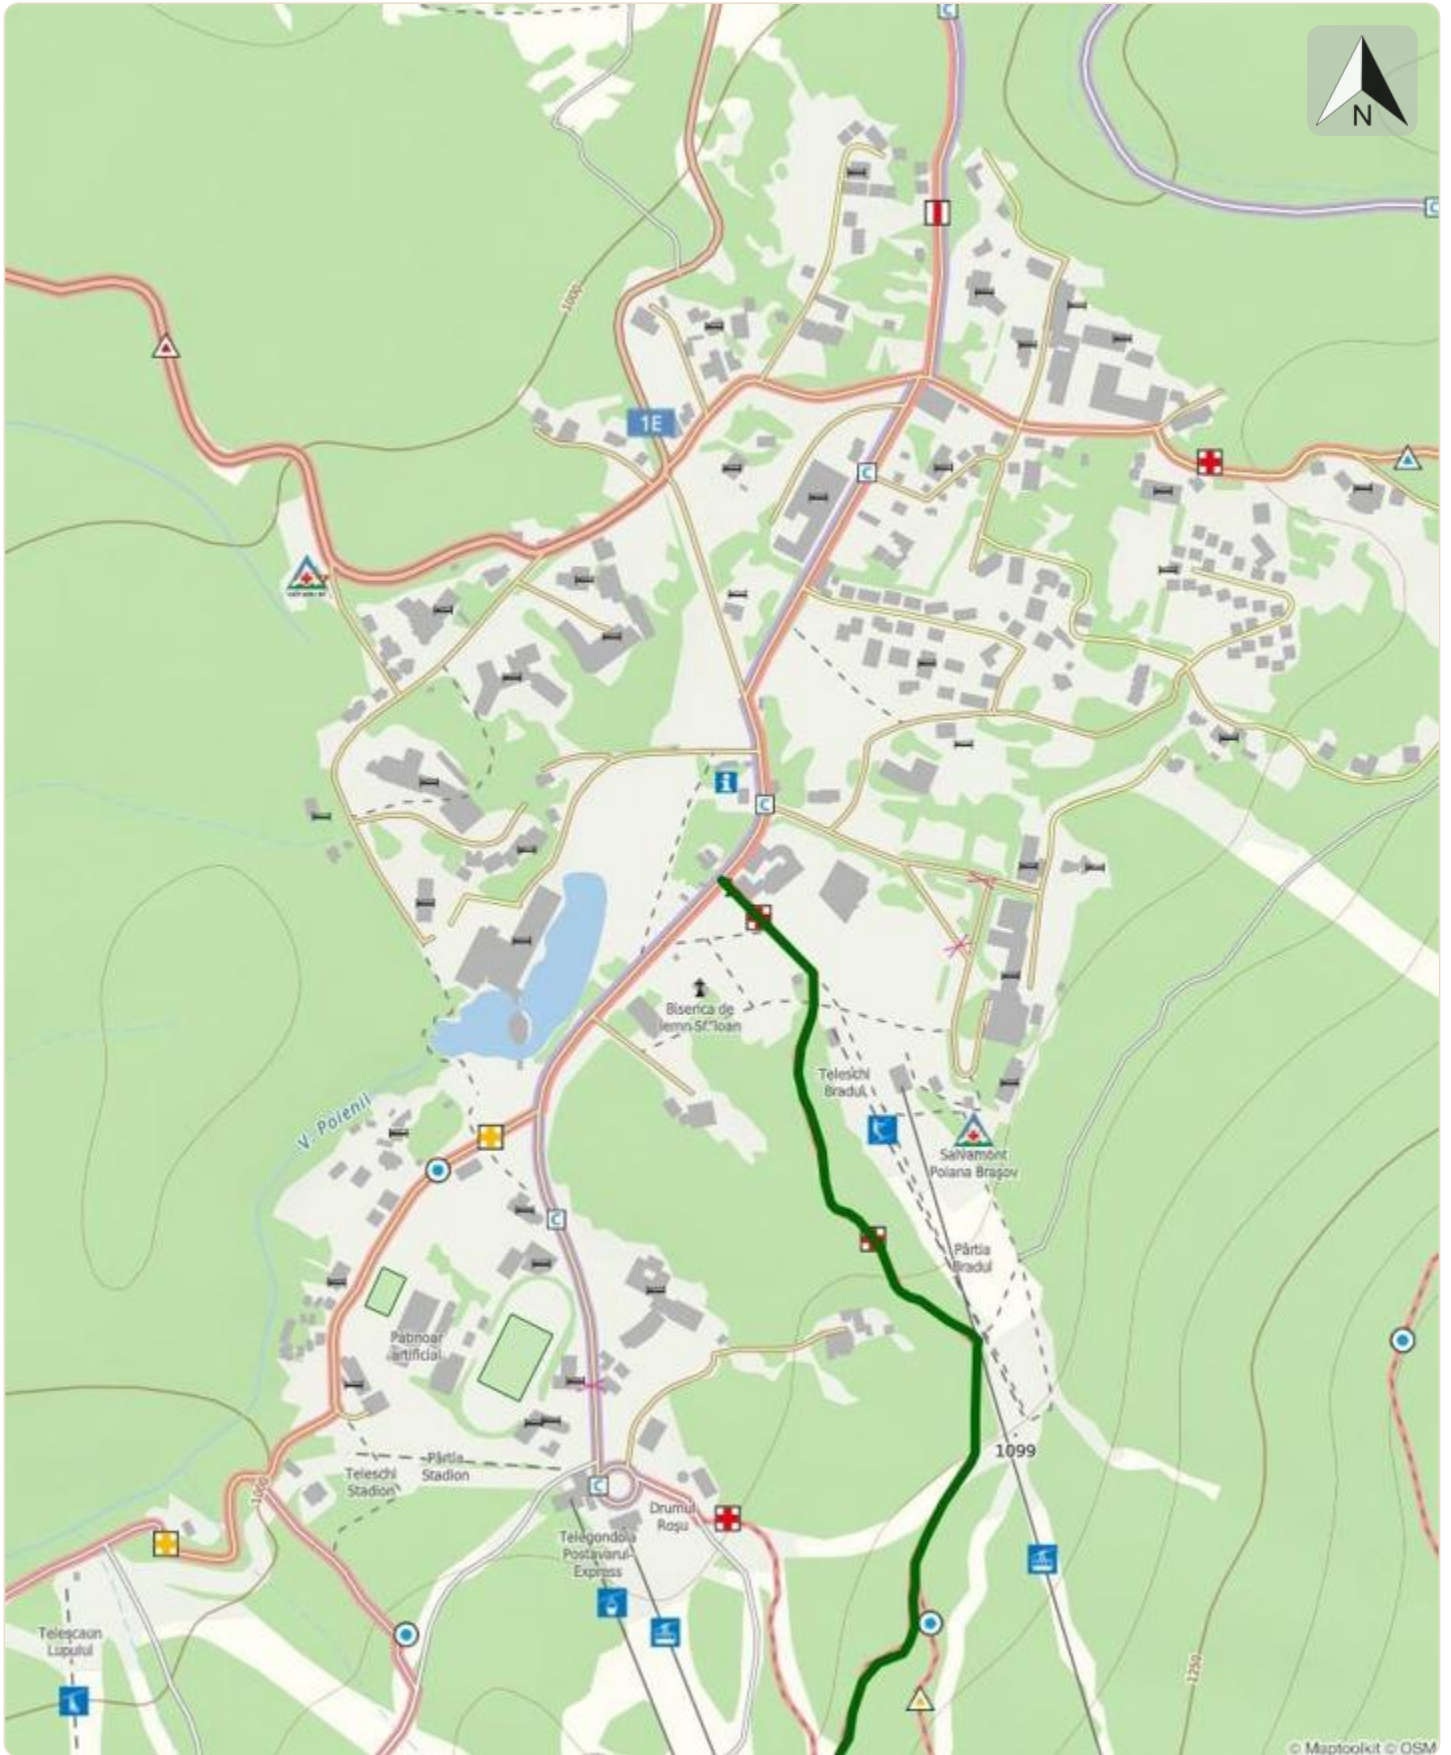 C
N
C
1000
1E
C
i
C
Biserica de
lemn Sf. Ioan
Teleschi
Bradul
V. Poienii
Salvamont
Poiana Brașov
C
Pârtia
Bradul
Patinoar
artificial
1099
Pârtia
Stadion
Teleschi
Stadion
1000
C
Drumul
Roșu
Telegondola
Postavarul-
Express
Telescaun
Lupului
1250
© Maptoolkit © OSM